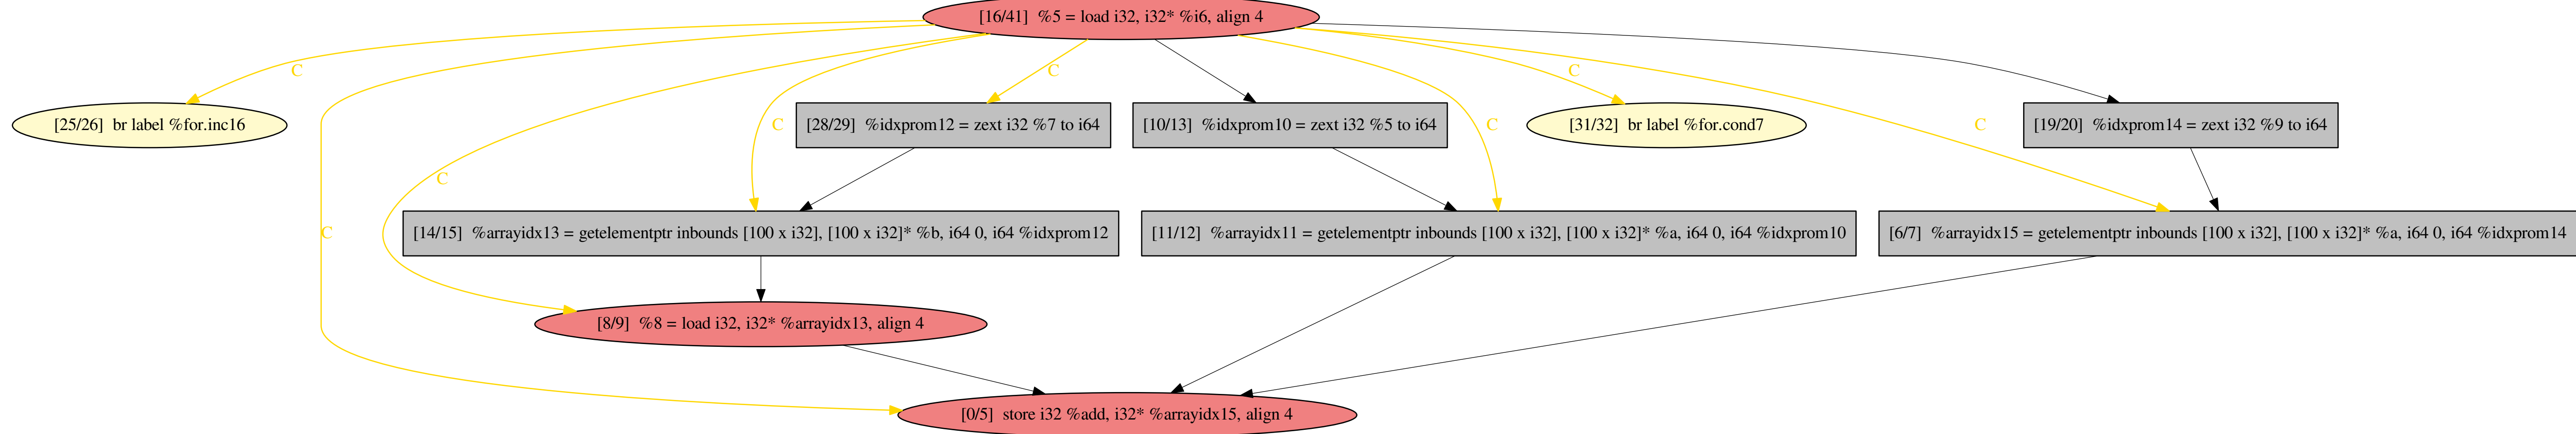 [16/41] %5 = load i32, i32* %i6, align 4
C
C
C
[25/26] br label %for.inc16
C
[28/29] %idxprom12 = zext i32 %7 to i64
[10/13] %idxprom10 = zext i32 %5 to i64
C
[31/32] br label %for.cond7
C
[19/20] %idxprom14 = zext i32 %9 to i64
C
C
[14/15] %arrayidx13 = getelementptr inbounds [100 x i32], [100 x i32]* %b, i64 0, i64 %idxprom12
[11/12] %arrayidx11 = getelementptr inbounds [100 x i32], [100 x i32]* %a, i64 0, i64 %idxprom10
[6/7] %arrayidx15 = getelementptr inbounds [100 x i32], [100 x i32]* %a, i64 0, i64 %idxprom14
[8/9] %8 = load i32, i32* %arrayidx13, align 4
[0/5] store i32 %add, i32* %arrayidx15, align 4